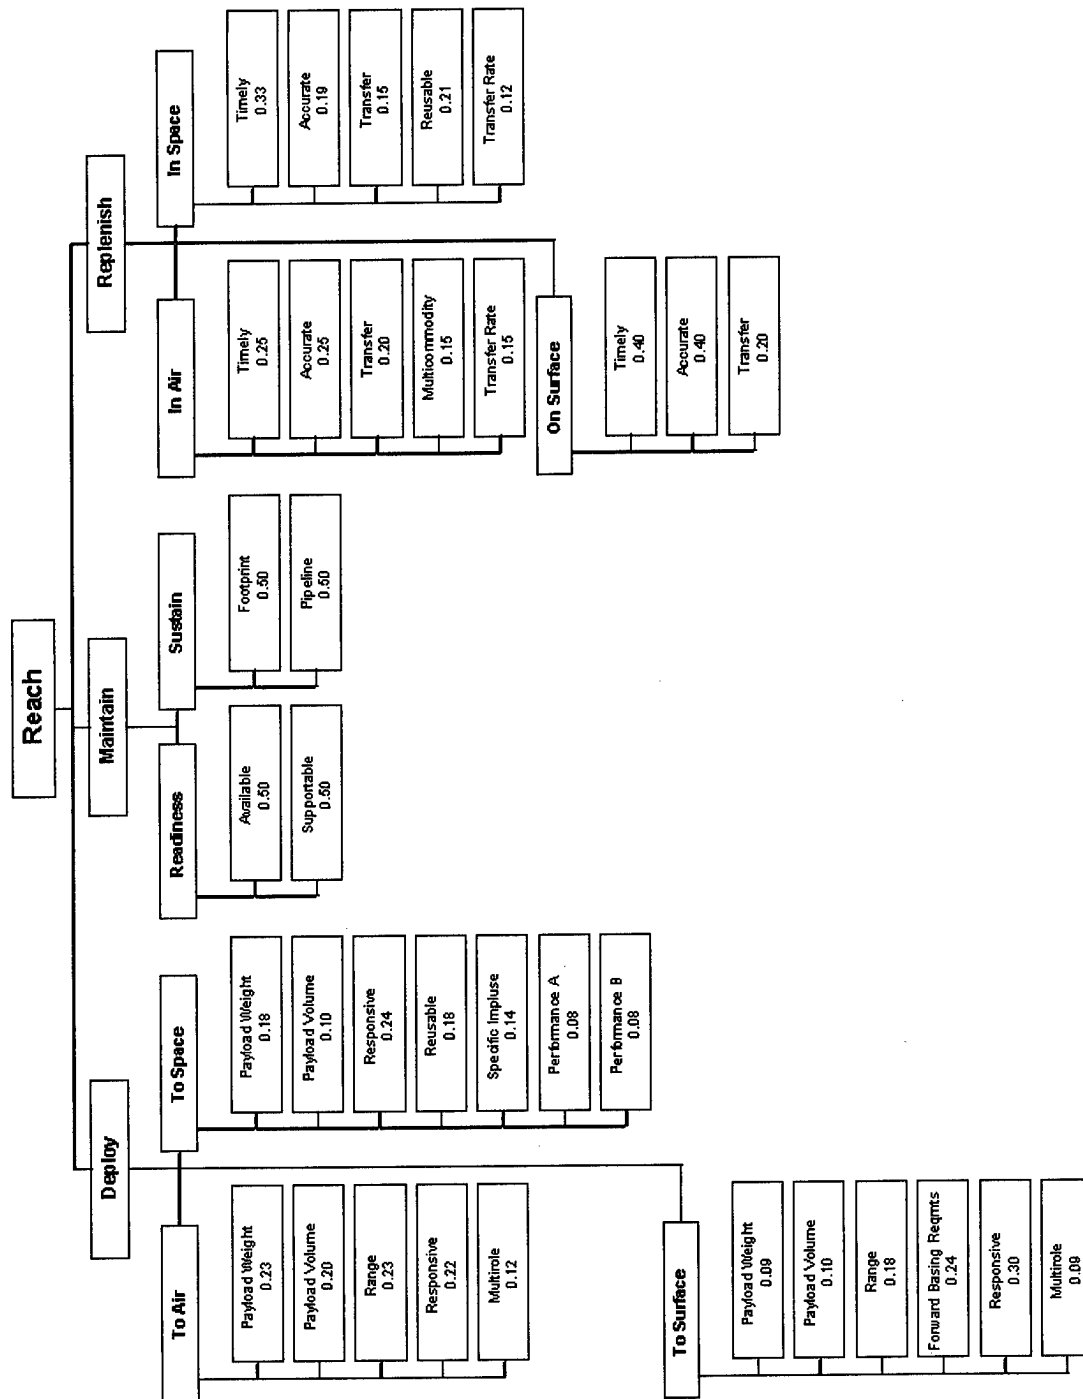 Reach
Deploy
Maintain
Replenish
To Air
To Space
Readiness
Sustain
In Air
In Space
Payload Weight
0.23
Payload Volume
0.20
Range
0.23
Responsive
0.22
Multirole
0.12
Payload Weight
0.18
Payload Volume
0.10
Responsive
0.24
Reusable
0.18
Specific Impluse
0.14
Performance A
0.08
Performance B
0.08
To Surface
Payload Weight
0.09
Payload Volume
0.10
Range
0.18
Forward Basing Reqmts
0.24
Responsive
0.30
Multirole
0.09
Available
0.50
Supportable
0.50
Footprint
0.50
Pipeline
0.50
Timely
0.25
Accurate
0.25
Transfer
0.20
Multicommodity
0.15
Transfer Rate
0.15
Timely
0.33
Accurate
0.19
Transfer
0.15
Reusable
0.21
Transfer Rate
0.12
On Surface
Timely
0.40
Accurate
0.40
Transfer
0.20